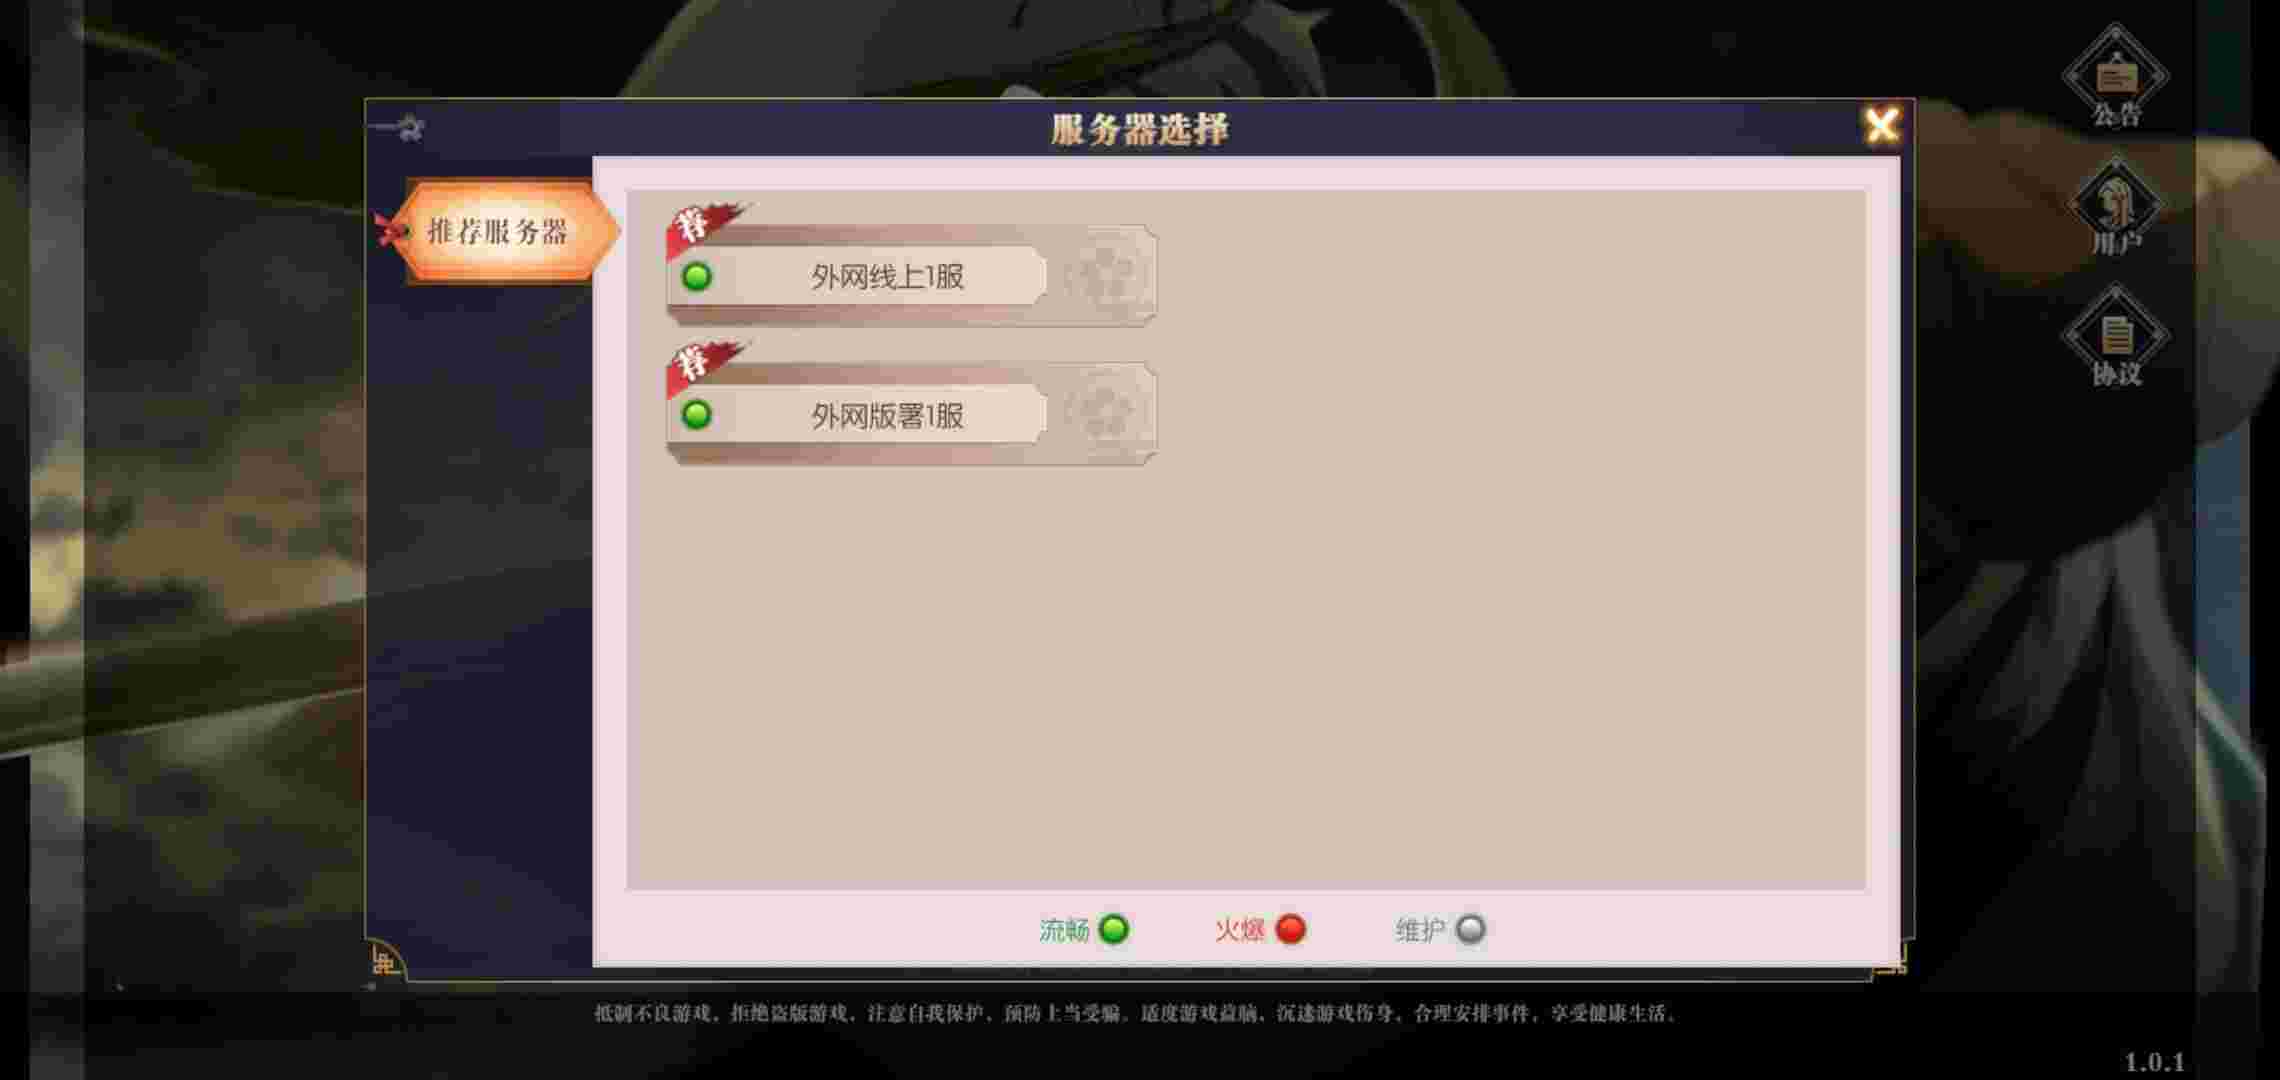 服务器选择
公告
用户
协议
推荐服务器
荐
外网线上1服
荐
外网版署1服
流畅
火爆
维护
抵制不良游戏，拒绝盗版游戏，注意自我保护，预防上当受骗。适度游戏益脑，沉迷游戏伤身，合理安排事件，享受健康生活。
1.0.1